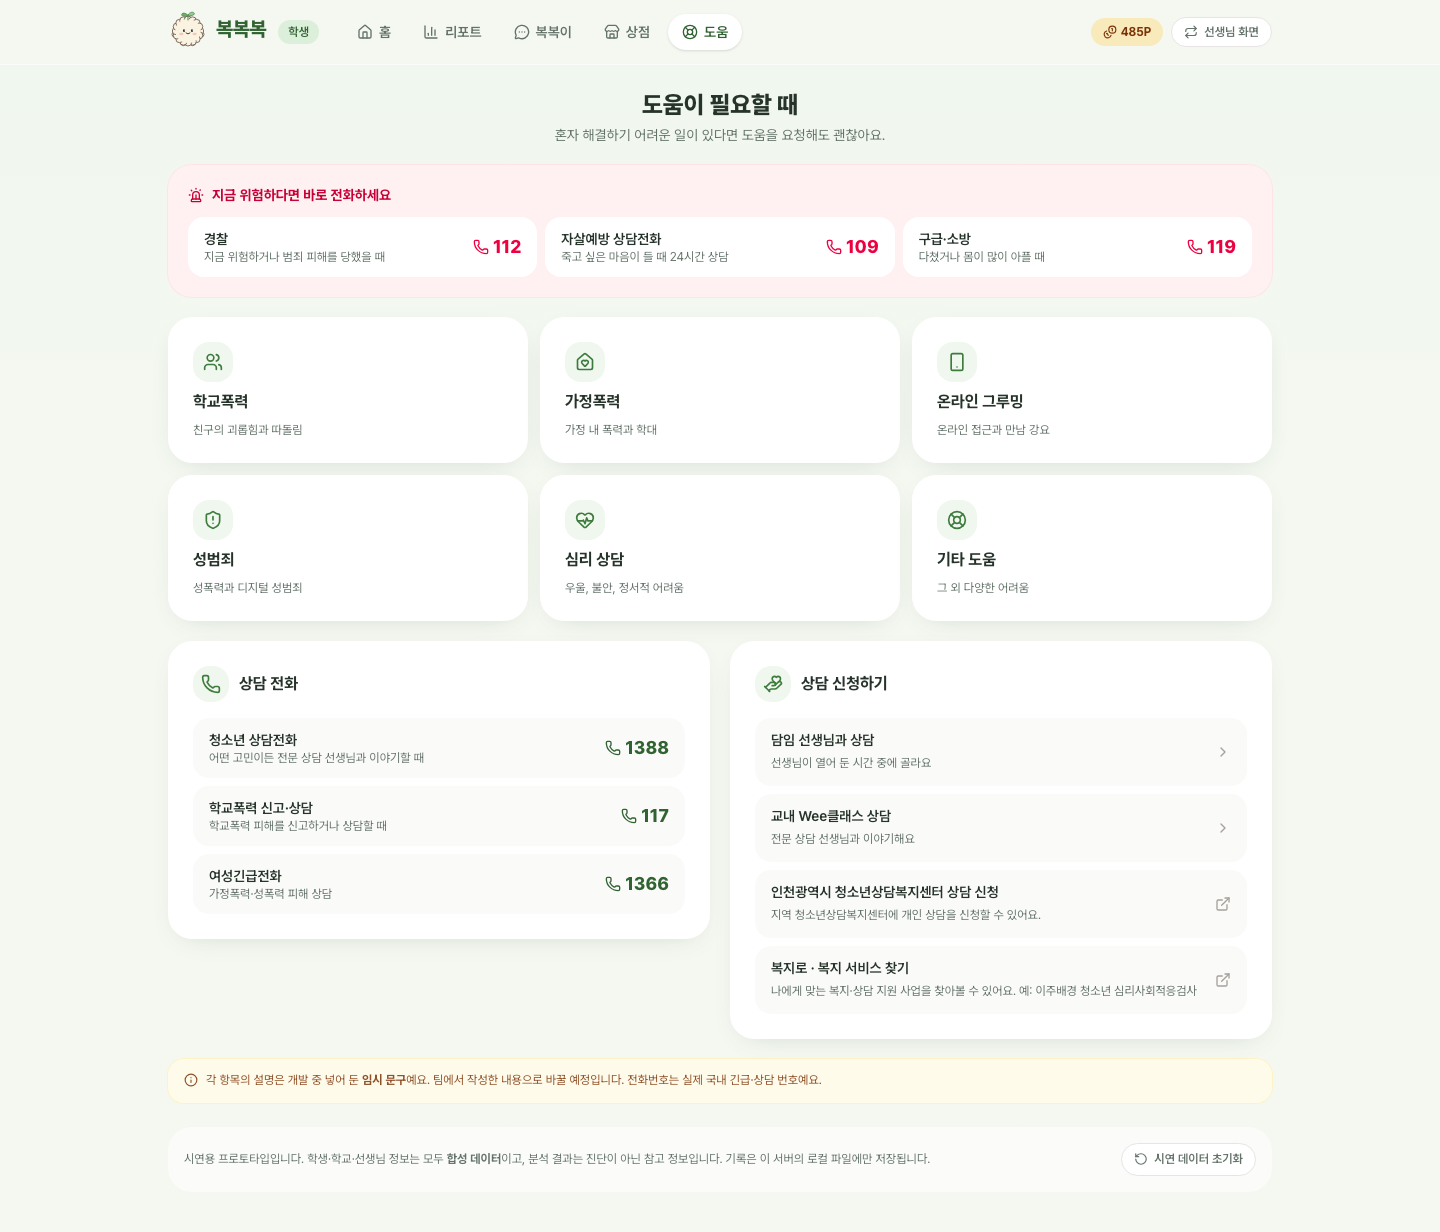 복복복 학생 홈 리포트 복복이 상점 도움 485P 선생님 화면
도움이 필요할 때
혼자 해결하기 어려운 일이 있다면 도움을 요청해도 괜찮아요.
지금 위험하다면 바로 전화하세요
경찰
지금 위험하거나 범죄 피해를 당했을 때
112
자살예방 상담전화
죽고 싶은 마음이 들 때 24시간 상담
109
구급·소방
다쳤거나 몸이 많이 아플 때
119
학교폭력
친구의 괴롭힘과 따돌림
가정폭력
가정 내 폭력과 학대
온라인 그루밍
온라인 접근과 만남 강요
성범죄
성폭력과 디지털 성범죄
심리 상담
우울, 불안, 정서적 어려움
기타 도움
그 외 다양한 어려움
상담 전화
청소년 상담전화
어떤 고민이든 전문 상담 선생님과 이야기할 때
1388
학교폭력 신고·상담
학교폭력 피해를 신고하거나 상담할 때
117
여성긴급전화
가정폭력·성폭력 피해 상담
1366
상담 신청하기
담임 선생님과 상담
선생님이 열어 둔 시간 중에 골라요
교내 Wee클래스 상담
전문 상담 선생님과 이야기해요
인천광역시 청소년상담복지센터 상담 신청
지역 청소년상담복지센터에 개인 상담을 신청할 수 있어요.
복지로 · 복지 서비스 찾기
나에게 맞는 복지·상담 지원 사업을 찾아볼 수 있어요. 예: 이주배경 청소년 심리사회적응검사
각 항목의 설명은 개발 중 넣어 둔 임시 문구예요. 팀에서 작성한 내용으로 바꿀 예정입니다. 전화번호는 실제 국내 긴급·상담 번호예요.
시연용 프로토타입입니다. 학생·학교·선생님 정보는 모두 합성 데이터이고, 분석 결과는 진단이 아닌 참고 정보입니다. 기록은 이 서버의 로컬 파일에만 저장됩니다.
시연 데이터 초기화